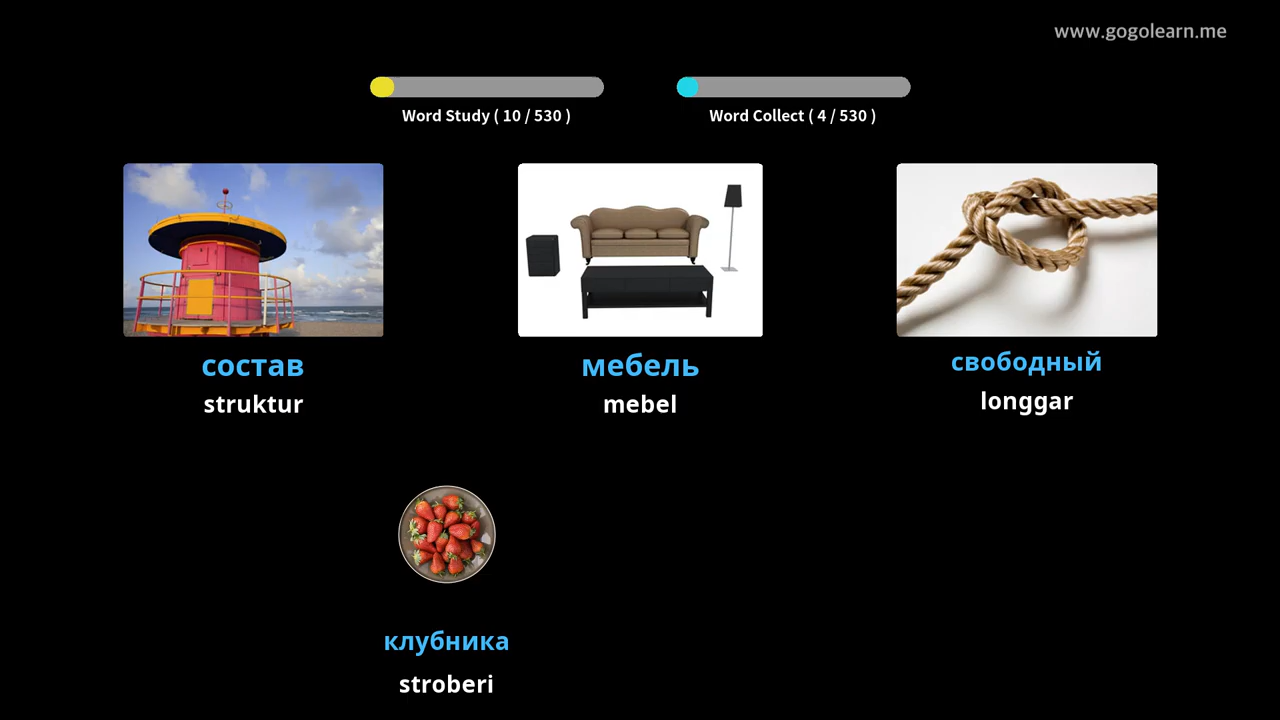 www.gogolearn.me
Word Study ( 10 / 530 )
Word Collect ( 4 / 530 )
состав
struktur
мебель
mebel
свободный
longgar
клубника
stroberi